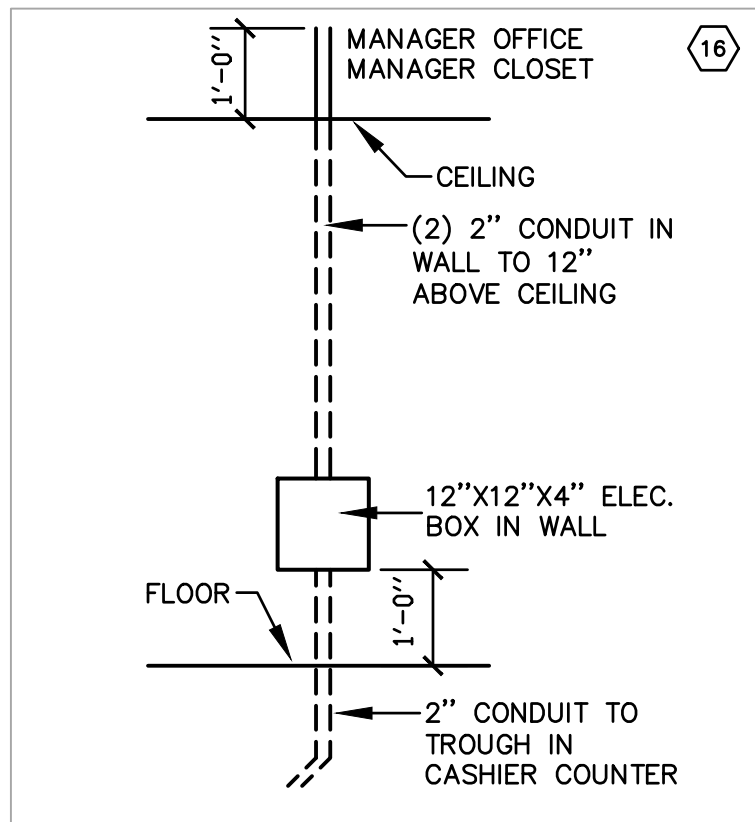 MANAGER OFFICE
MANAGER CLOSET
16
1'-0"
CEILING
(2) 2" CONDUIT IN
WALL TO 12"
ABOVE CEILING
12"X12"X4" ELEC.
BOX IN WALL
FLOOR
1'-0"
2" CONDUIT TO
TROUGH IN
CASHIER COUNTER